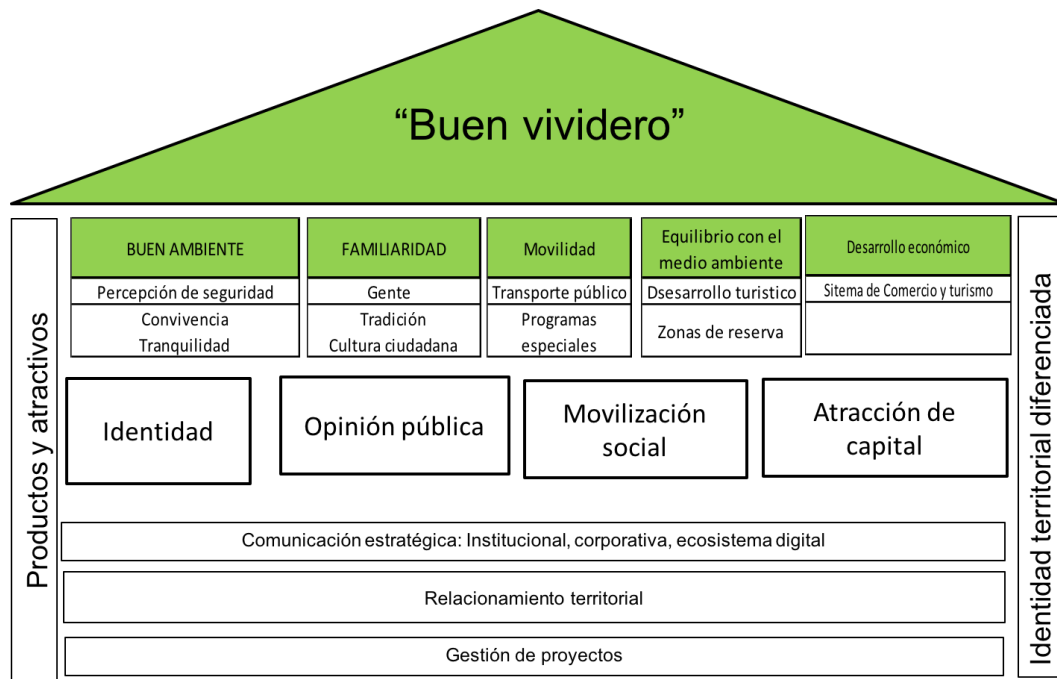 “Buen vividero”
Productos y atractivos
BUEN AMBIENTE
Percepción de seguridad
Convivencia
Tranquilidad
FAMILIARIDAD
Gente
Tradición
Cultura ciudadana
Movilidad
Transporte público
Programas
especiales
Equilibrio con el
medio ambiente
Dsesarrollo turistico
Zonas de reserva
Desarrollo económico
Sitema de Comercio y turismo
Identidad territorial diferenciada
Identidad
Opinión pública
Movilización
social
Atracción de
capital
Comunicación estratégica: Institucional, corporativa, ecosistema digital
Relacionamiento territorial
Gestión de proyectos